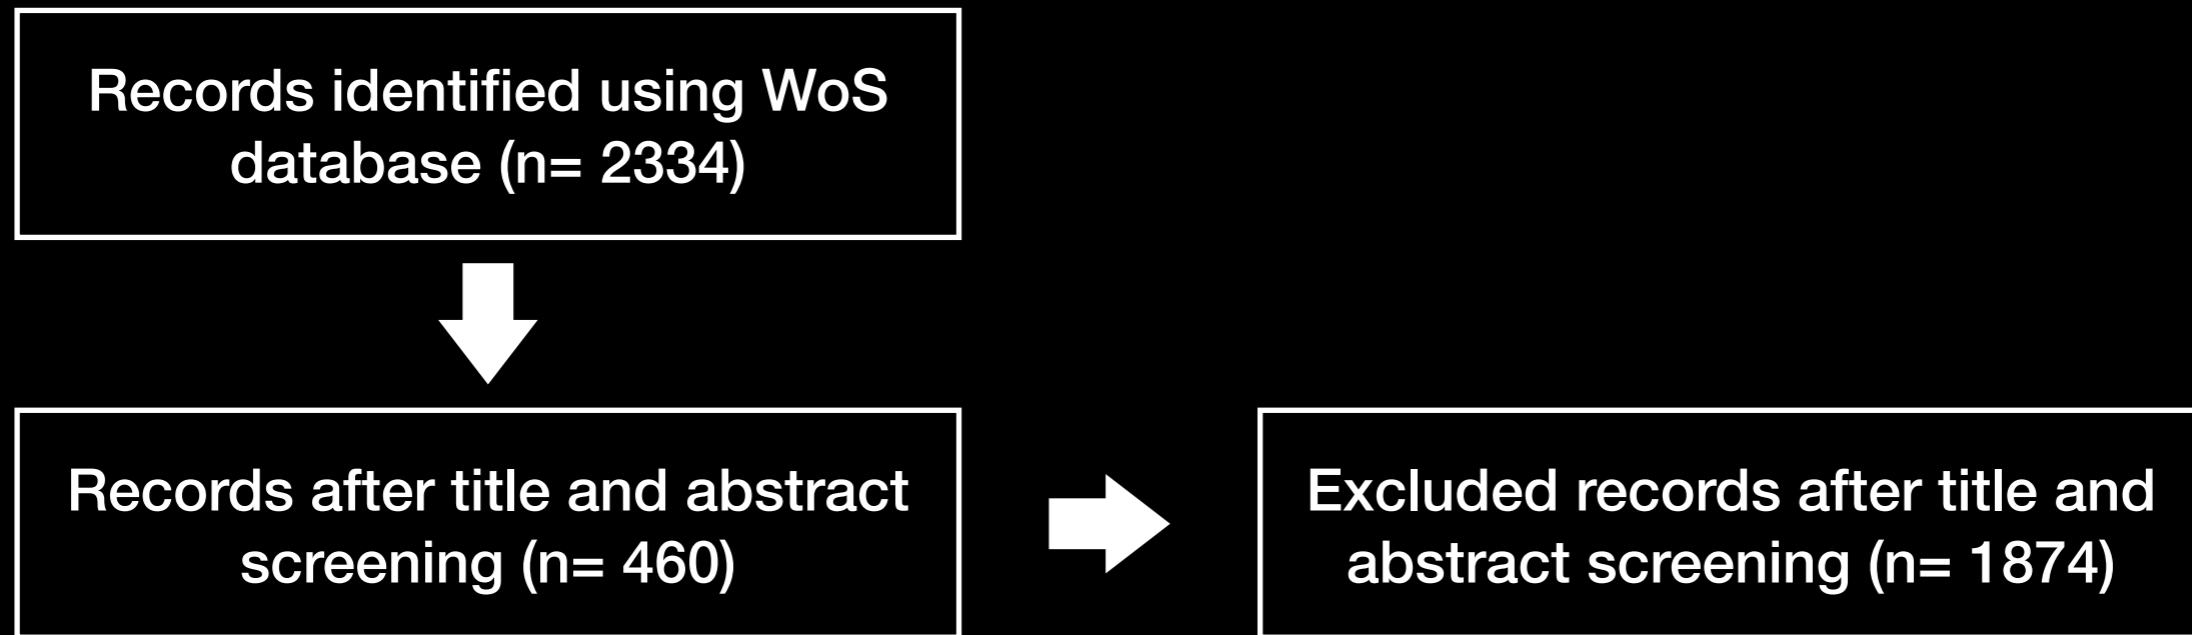 Records identified using WoS
database (n= 2334)
Records after title and abstract
screening (n= 460)
Excluded records after title and
abstract screening (n= 1874)